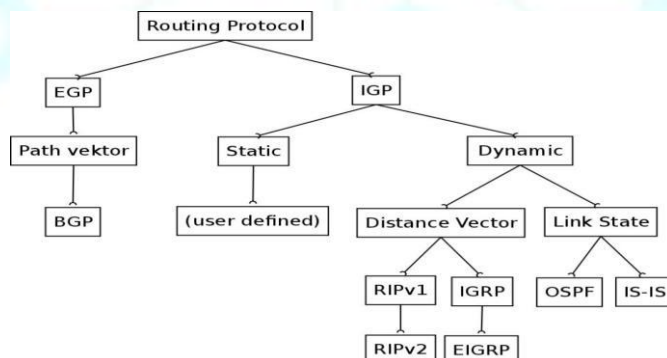 Routing Protocol
EGP
IGP
Path vektor
Static
Dynamic
BGP
(user defined)
Distance Vector
Link State
RIPv1
IGRP
OSPF
IS-IS
RIPv2
EIGRP